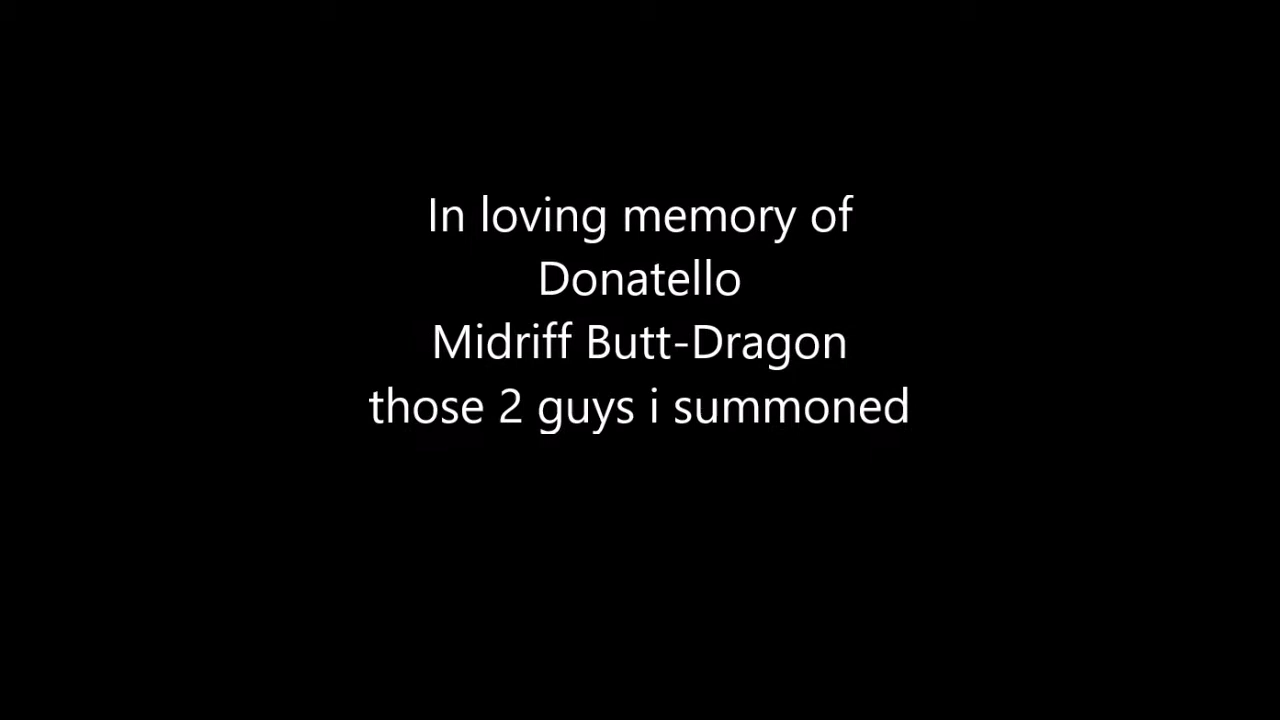 In loving memory of
Donatello
Midriff Butt-Dragon
those 2 guys i summoned